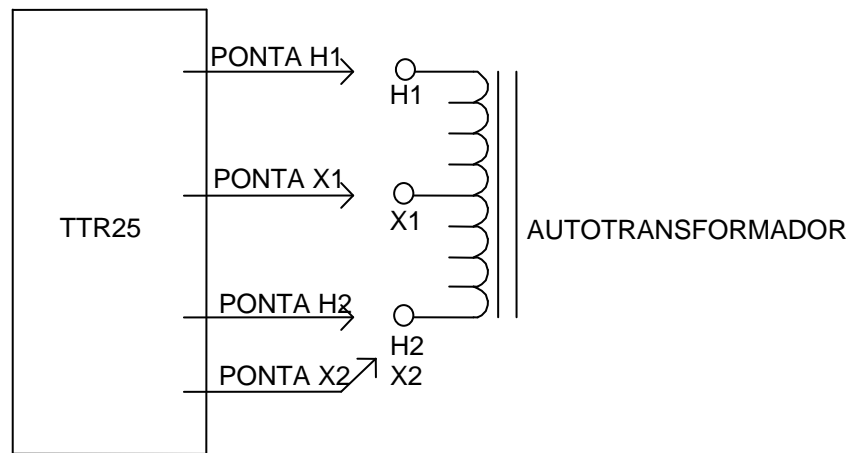 PONTA H1
H1
PONTA X1
X1
TTR25
AUTOTRANSFORMADOR
PONTA H2
H2
PONTA X2
X2